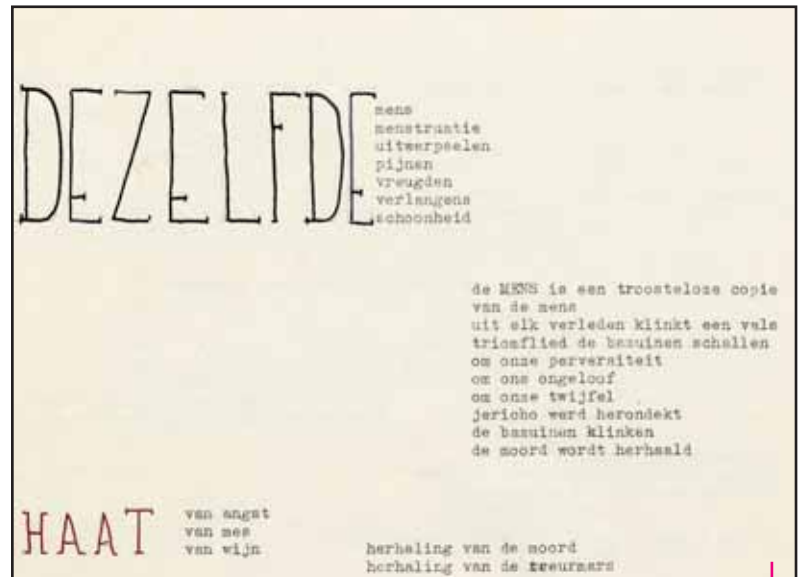 DEZELFDE
mens
menstruatie
uitwerpselen
pijnen
vreugden
verlangens
schoonheid
de MENS is een troosteloze copie
van de mens
uit elk verleden klinkt een vals
triomflied de bazuinen schallen
om onze perversiteit
om ons ongeloof
om onze twijfel
jericho werd herondekt
de bazuinen klinken
de moord wordt herhaald
HAAT
van angst
van mes
van wijn
herhaling van de moord
herhaling van de treurmars